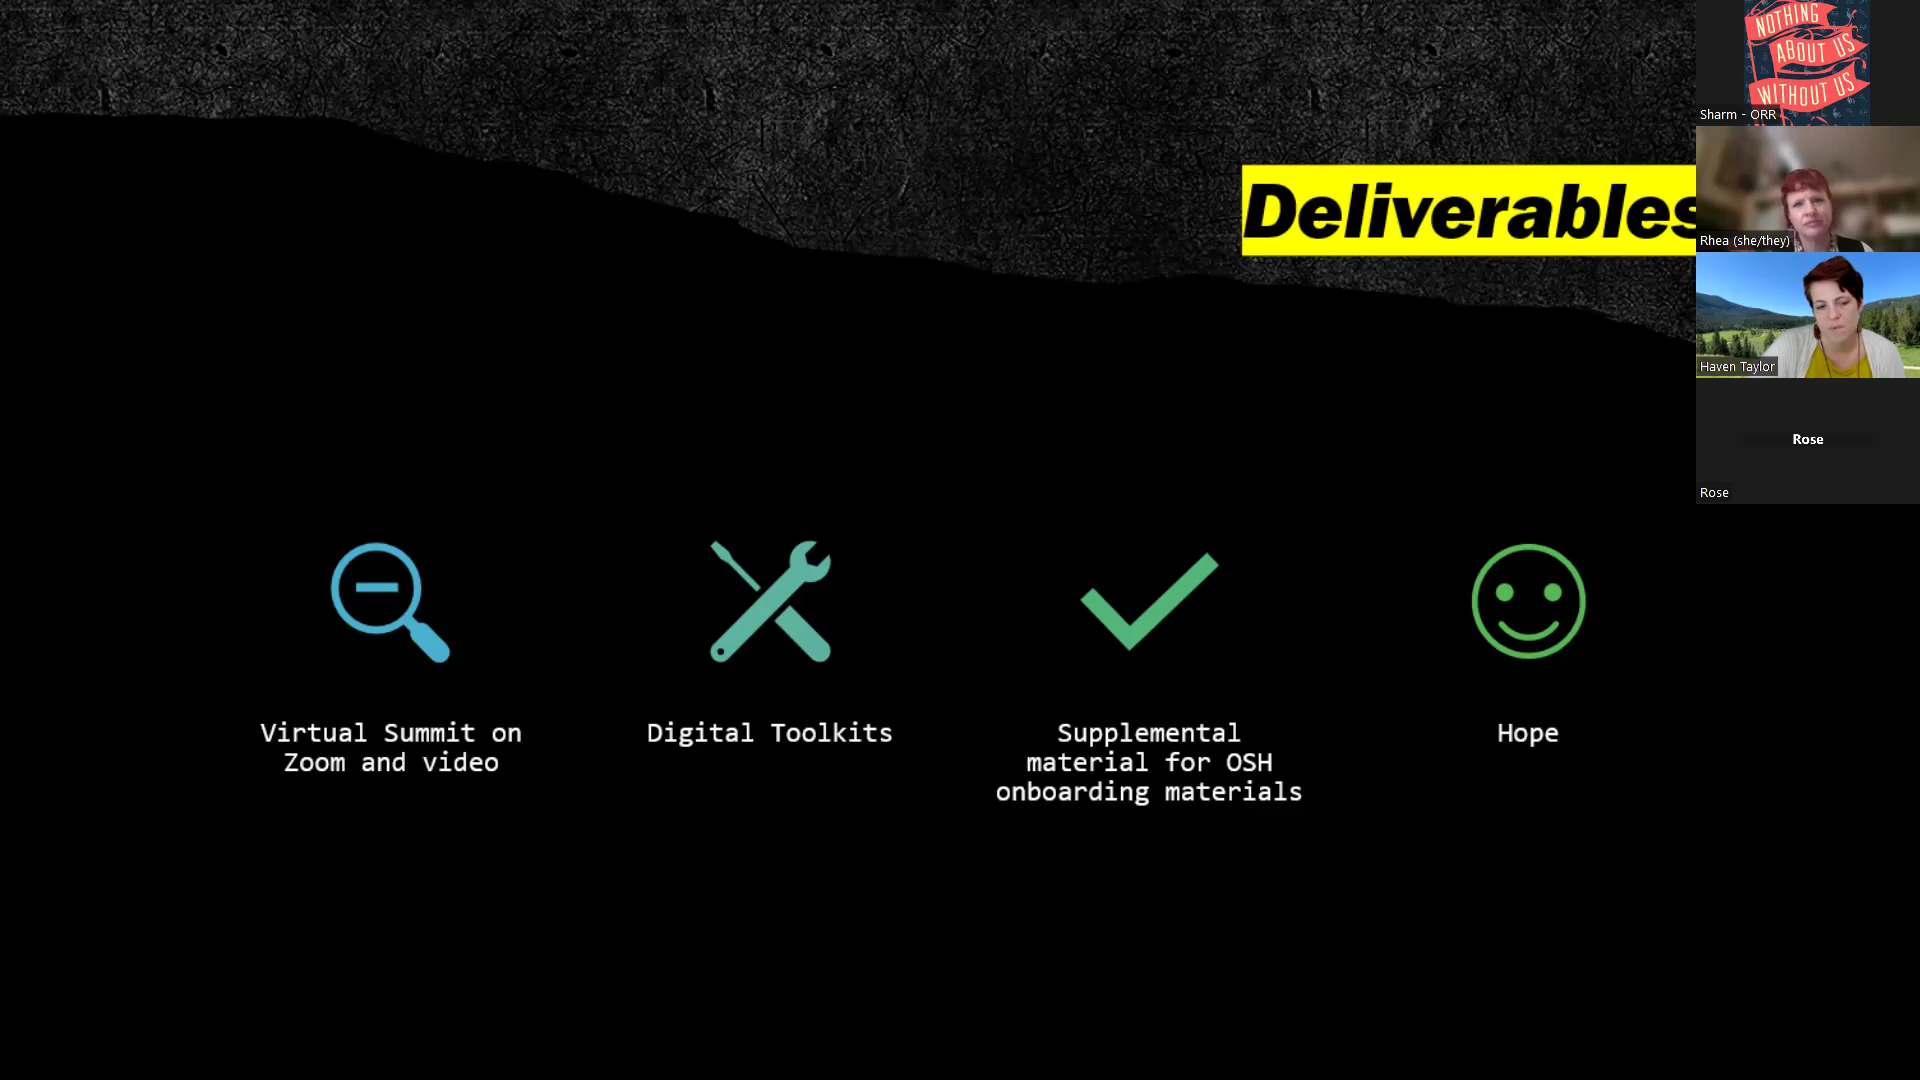 Deliverables
Virtual Summit on
Zoom and video
Digital Toolkits
Supplemental
material for OSH
onboarding materials
Hope
NOTHING
ABOUT US
WITHOUT US
Sharm - ORR
Rhea (she/they)
Haven Taylor
Rose
Rose